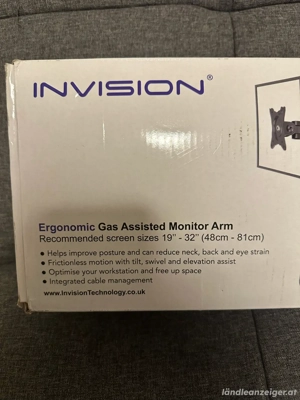 INVISION®
Ergonomic Gas Assisted Monitor Arm
Recommended screen sizes 19" - 32" (48cm - 81cm)
• Helps improve posture and can reduce neck, back and eye strain
• Frictionless motion with tilt, swivel and elevation assist
• Optimise your workstation and free up space
• Integrated cable management
www.InvisionTechnology.co.uk
ländleanzeiger.at